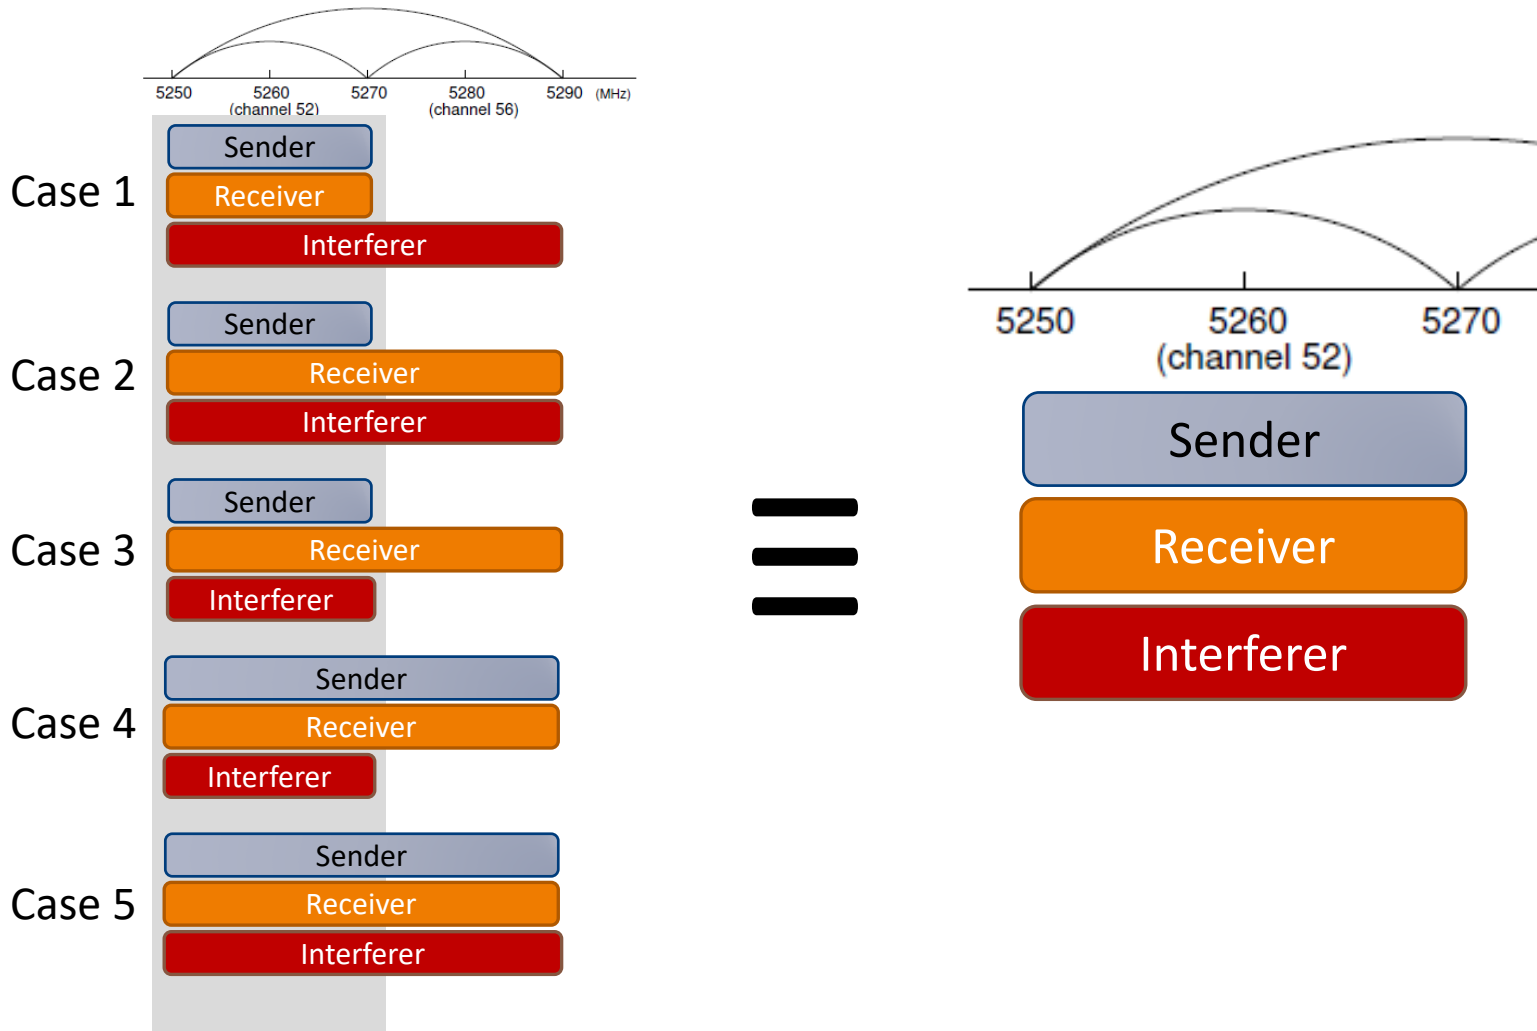 5250 5260 5270 5280 5290 (MHz)
(channel 52) (channel 56)
Case 1
Sender
Receiver
Interferer
Case 2
Sender
Receiver
Interferer
Case 3
Sender
Receiver
Interferer
Case 4
Sender
Receiver
Interferer
Case 5
Sender
Receiver
Interferer
5250 5260 5270
(channel 52)
Sender
Receiver
Interferer